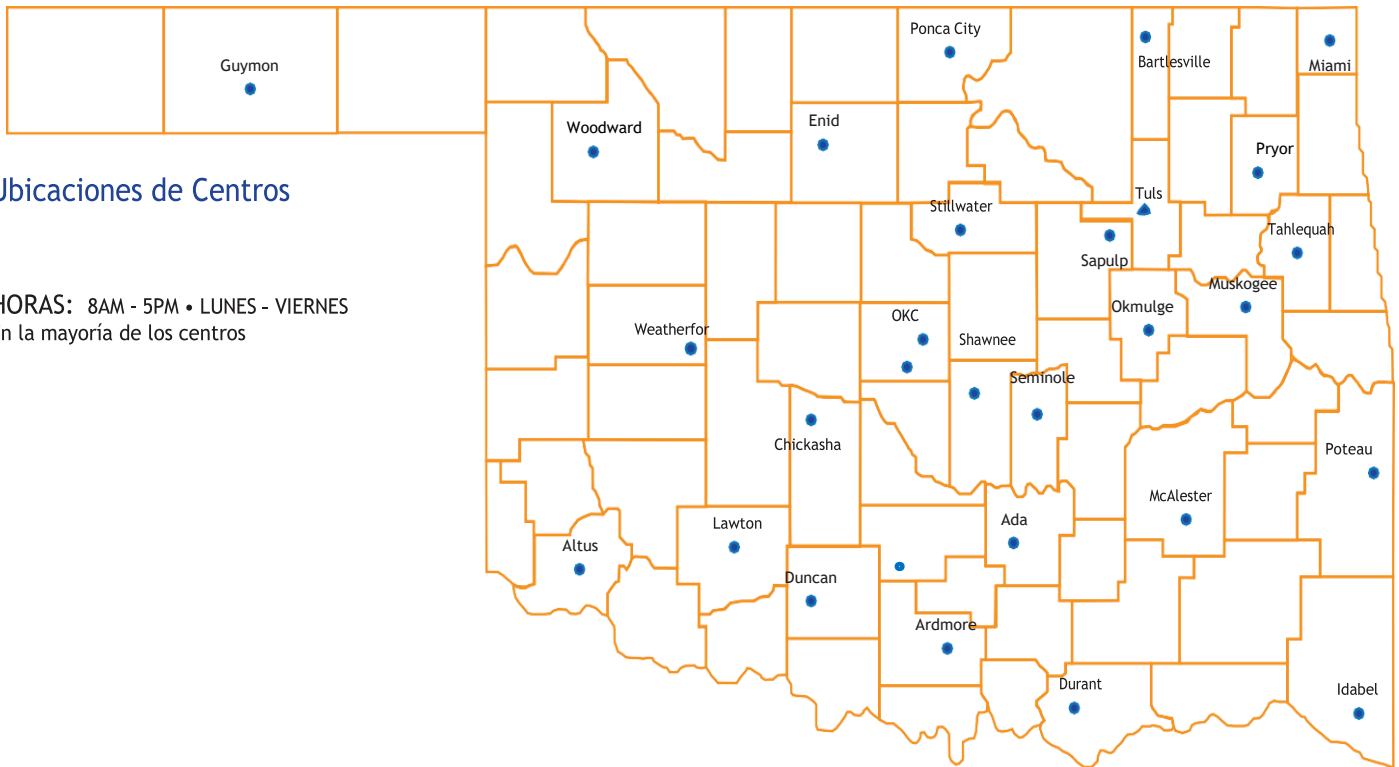 Ponca City
Bartlesville
Miami
Guymon
Woodward
Enid
Pryor
Ubicaciones de Centros
Stillwater
Tuls
Tahlequah
Sapulp
Muskogee
HORAS: 8AM - 5PM • LUNES - VIERNES
n la mayoría de los centros
Okmulge
OKC
Weatherfor
Shawnee
Seminole
Chickasha
Poteau
McAlester
Lawton
Ada
Altus
Duncan
Ardmore
Durant
Idabel